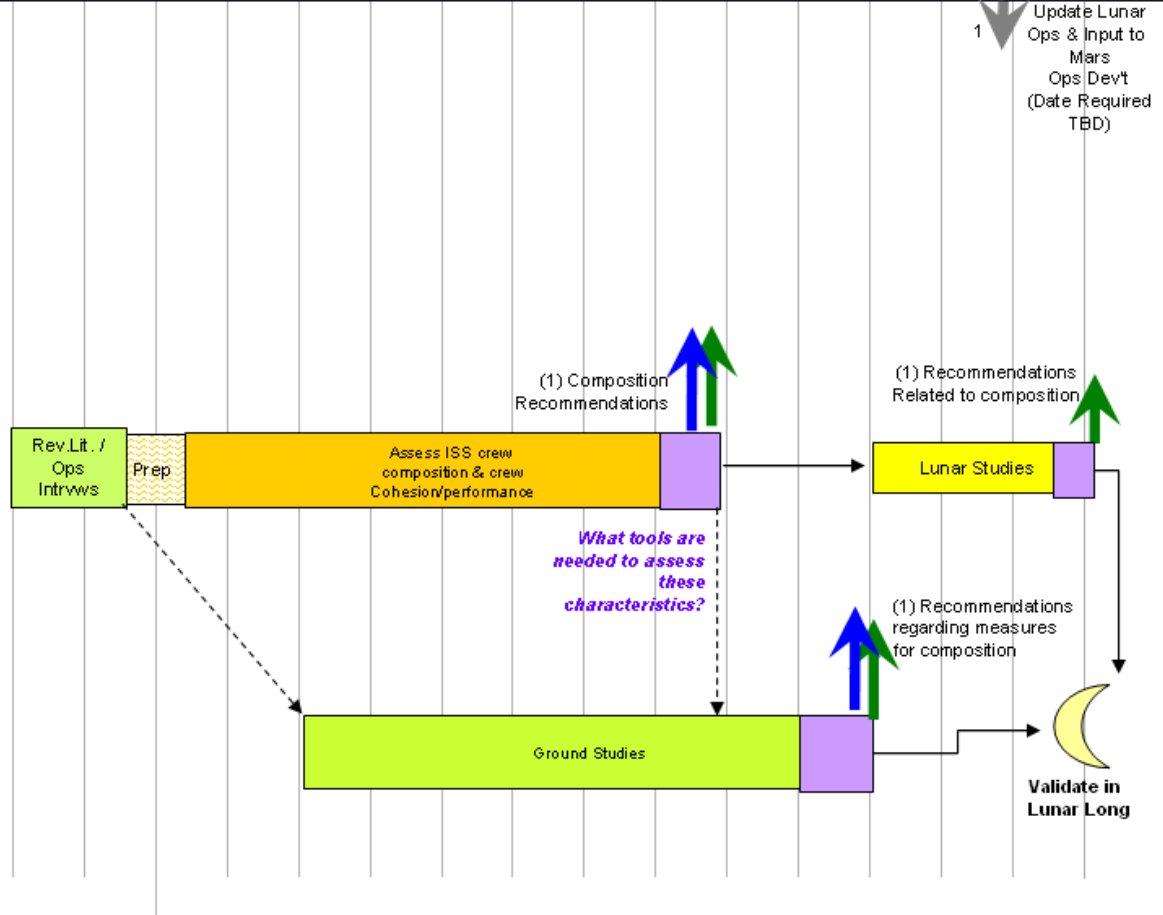 1
Update Lunar
Ops & Input to
Mars
Ops Dev't
(Date Required
TBD)
(1) Composition
Recommendations
(1) Recommendations
Related to composition
Rev.Lit. /
Ops
Intrvws
Prep
Assess ISS crew
composition & crew
Cohesion/performance
Lunar Studies
What tools are
needed to assess
these
characteristics?
(1) Recommendations
regarding measures
for composition
Ground Studies
Validate in
Lunar Long